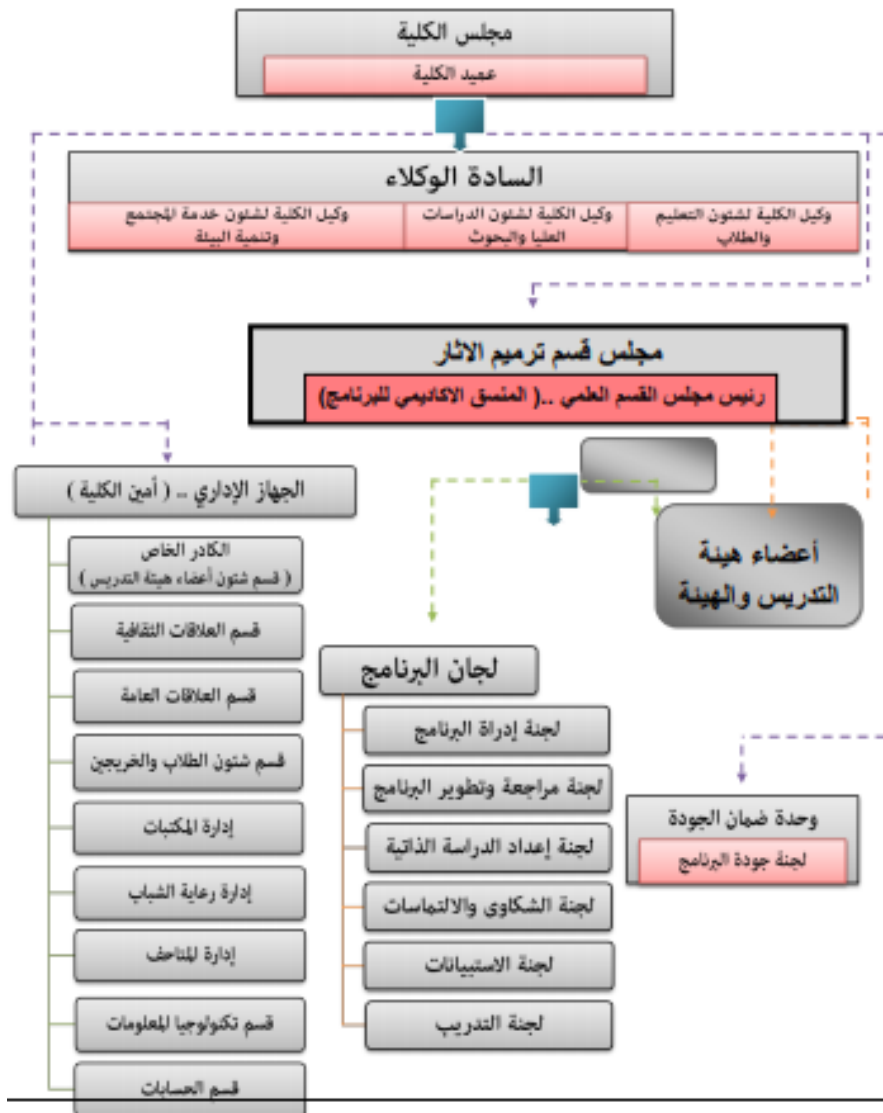 مجلس الكلية
عميد الكلية
السادة الوكلاء
وكيل الكلية لشئون التعليم
والطلاب
وكيل الكلية لشئون الدراسات
العليا والبحوث
وكيل الكلية لشئون خدمة المجتمع
وتنمية البيئة
مجلس قسم ترميم الاثار
رئيس مجلس القسم العلمي ..( المنسق الاكاديمي للبرنامج)
أعضاء هيئة
التدريس والهيئة
الجهاز الإداري .. ( أمين الكلية )
الكادر الخاص
( قسم شئون أعضاء هيئة التدريس )
قسم العلاقات الثقافية
قسم العلاقات العامة
قسم شئون الطلاب والخريجين
إدارة المكتبات
إدارة رعاية الشباب
إدارة المتاحف
قسم تكنولوجيا المعلومات
قسم الحسابات
لجان البرنامج
لجنة إدراة البرنامج
لجنة مراجعة وتطوير البرنامج
لجنة إعداد الدراسة الذاتية
لجنة الشكاوى والالتماسات
لجنة الاستبيانات
لجنة التدريب
وحدة ضمان الجودة
لجنة جودة البرنامج